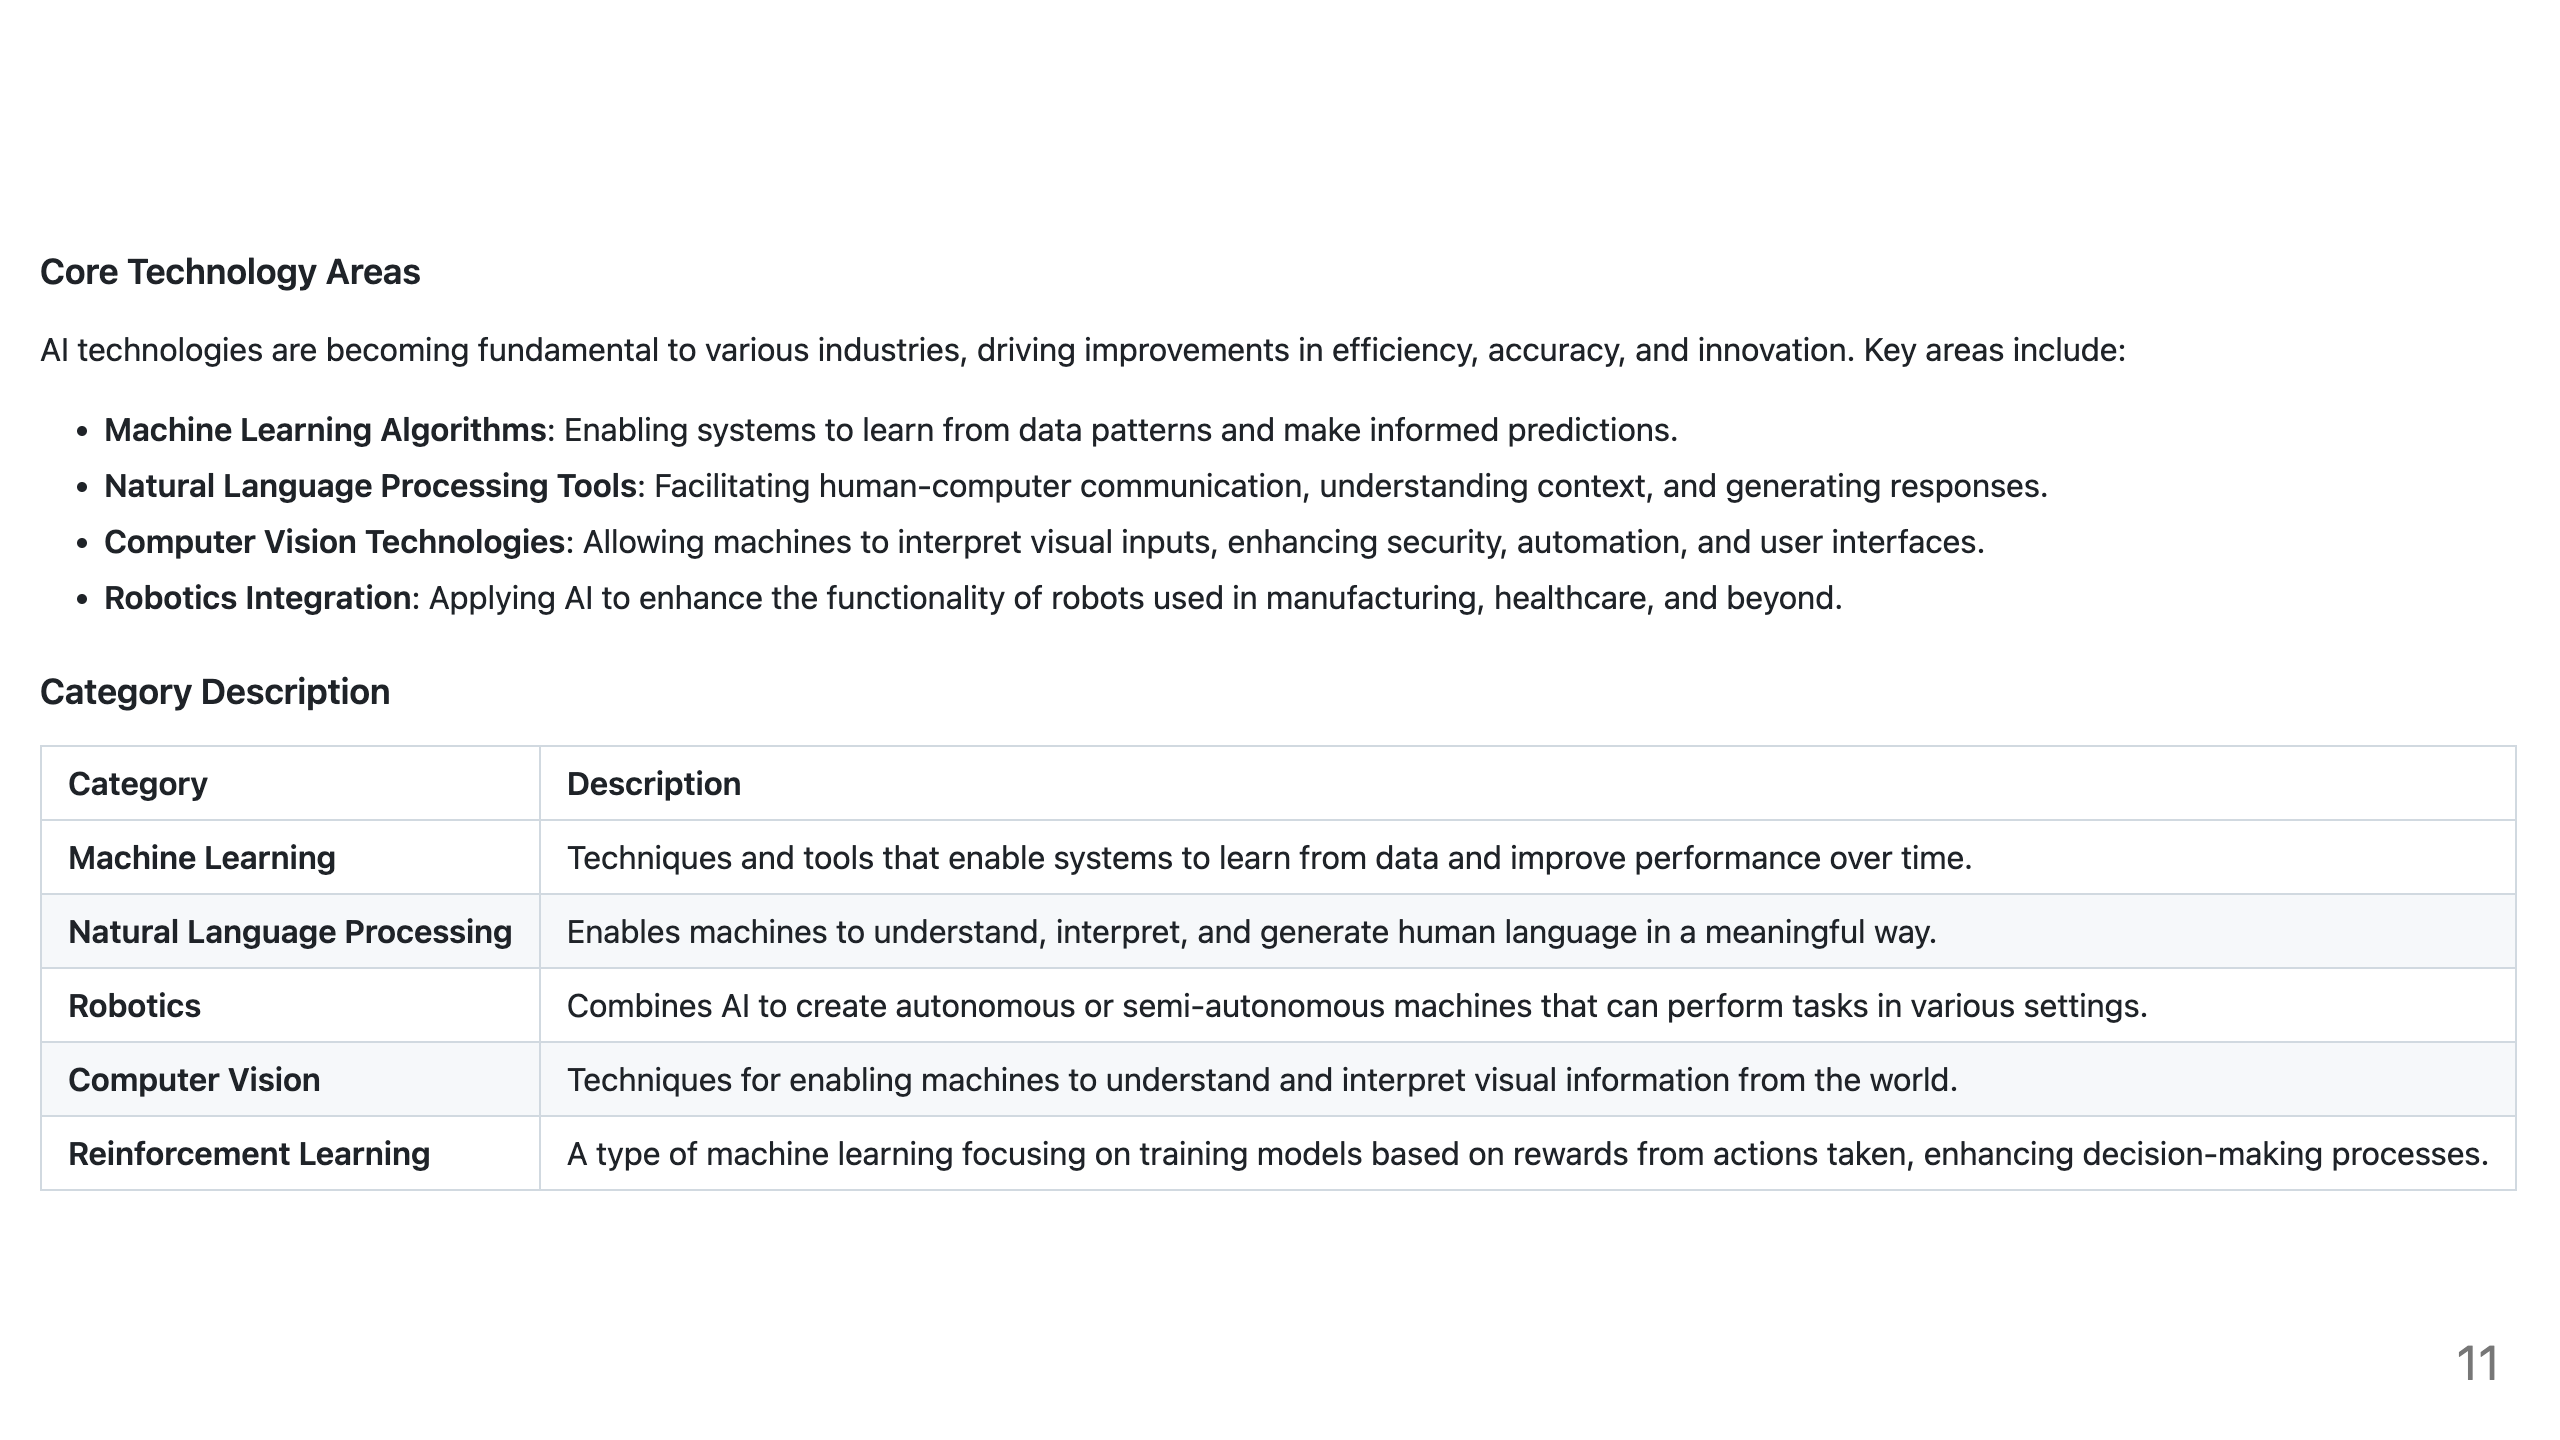 Core Technology Areas
AI technologies are becoming fundamental to various industries, driving improvements in efficiency, accuracy, and innovation. Key areas include:
• Machine Learning Algorithms: Enabling systems to learn from data patterns and make informed predictions.
• Natural Language Processing Tools: Facilitating human-computer communication, understanding context, and generating responses.
• Computer Vision Technologies: Allowing machines to interpret visual inputs, enhancing security, automation, and user interfaces.
• Robotics Integration: Applying AI to enhance the functionality of robots used in manufacturing, healthcare, and beyond.
Category Description
Category Description
Machine Learning Techniques and tools that enable systems to learn from data and improve performance over time.
Natural Language Processing Enables machines to understand, interpret, and generate human language in a meaningful way.
Robotics Combines AI to create autonomous or semi-autonomous machines that can perform tasks in various settings.
Computer Vision Techniques for enabling machines to understand and interpret visual information from the world.
Reinforcement Learning A type of machine learning focusing on training models based on rewards from actions taken, enhancing decision-making processes.
11